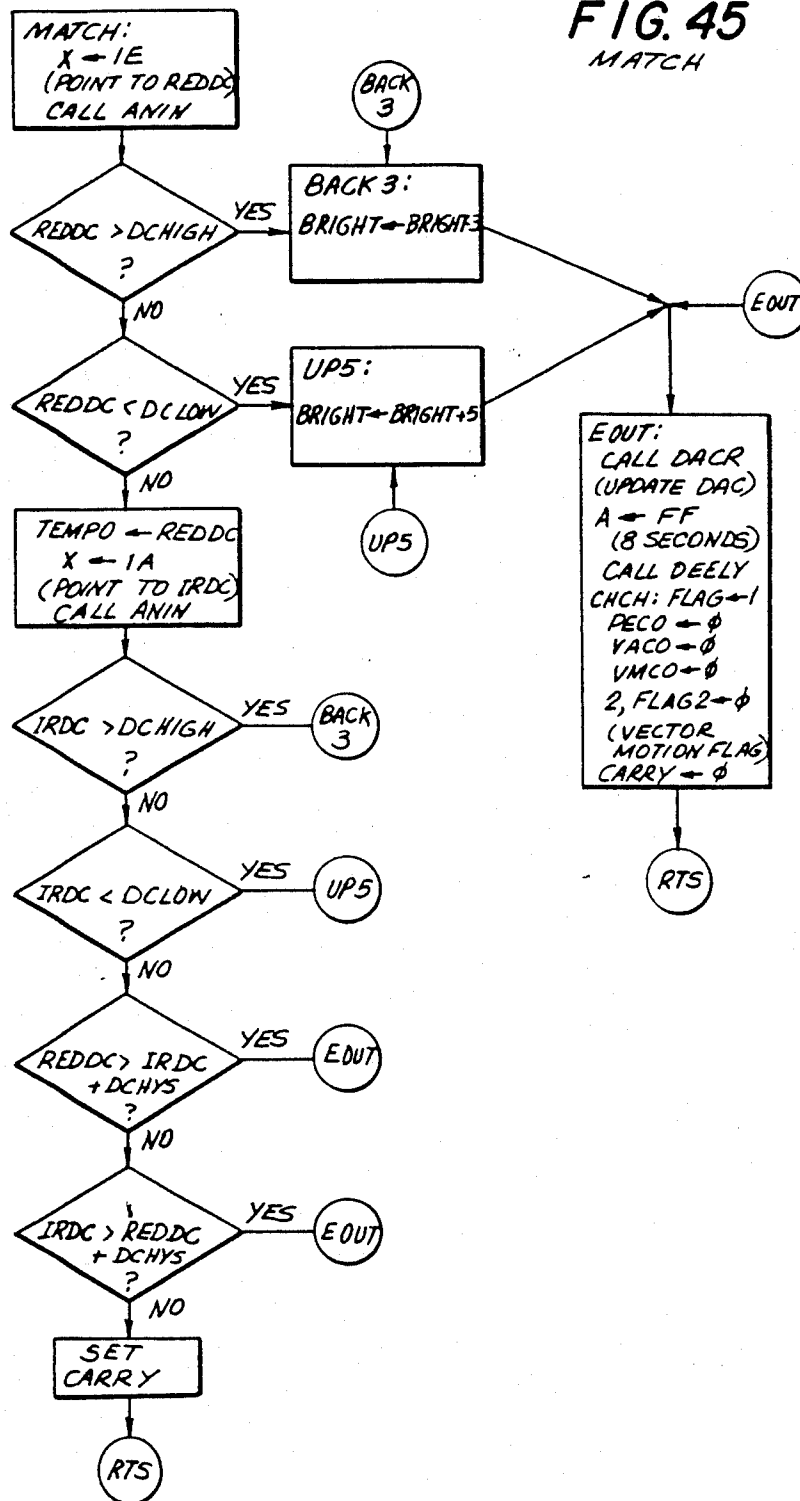 FIG. 45
MATCH
MATCH:
X ← 1E
(POINT TO REDDC)
CALL ANIN
BACK
3
REDDC > DCHIGH
?
YES
BACK 3:
BRIGHT ← BRIGHT-3
NO
EOUT
REDDC < DCLOW
?
YES
UP5:
BRIGHT ← BRIGHT+5
NO
UP5
TEMPO ← REDDC
X ← 1A
(POINT TO IRDC)
CALL ANIN
EOUT:
CALL DACR
(UPDATE DAC)
A ← FF
(8 SECONDS)
CALL DEELY
CHCH: FLAG ← 1
PECO ← φ
VACO ← φ
VMCO ← φ
2, FLAG2 ← φ
(VECTOR
MOTION FLAG)
CARRY ← φ
RTS
IRDC > DCHIGH
?
YES
BACK
3
NO
IRDC < DCLOW
?
YES
UP5
NO
REDDC > IRDC
+ DCHYS
?
YES
EOUT
NO
IRDC > REDDC
+ DCHYS
?
YES
EOUT
NO
SET
CARRY
RTS